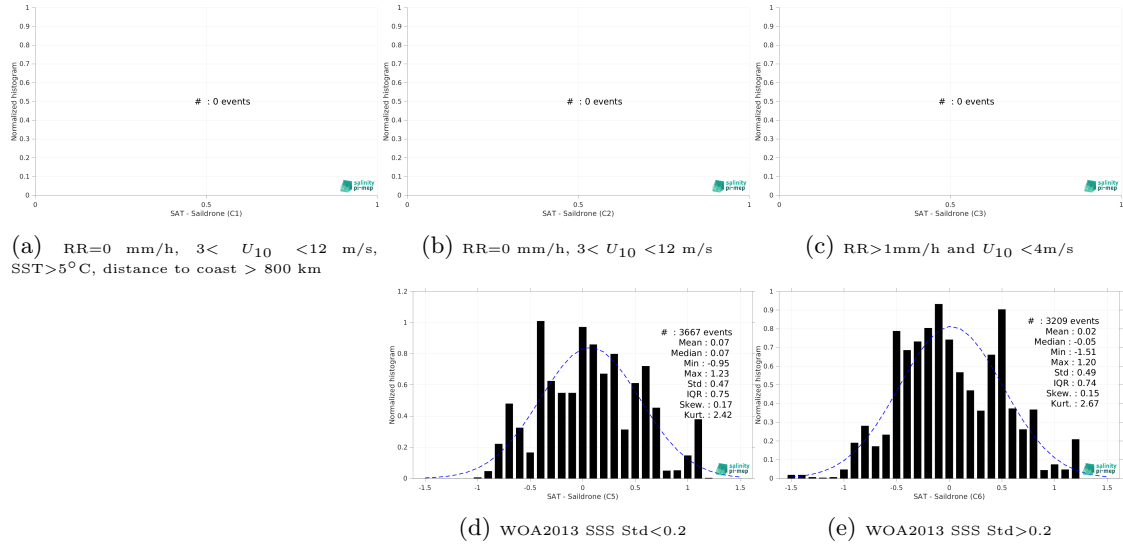 1
0.9
0.8
0.7
0.6
0.5
0.4
0.3
0.2
0.1
0
Normalized histogram
# : 0 events
salinity
pi-mep
0 0.5 1
SAT - Saildrone (C1)
(a) RR=0 mm/h, 3< U10 <12 m/s,
SST>5°C, distance to coast > 800 km
1
0.9
0.8
0.7
0.6
0.5
0.4
0.3
0.2
0.1
0
Normalized histogram
# : 0 events
salinity
pi-mep
0 0.5 1
SAT - Saildrone (C2)
(b) RR=0 mm/h, 3< U10 <12 m/s
1
0.9
0.8
0.7
0.6
0.5
0.4
0.3
0.2
0.1
0
Normalized histogram
# : 0 events
salinity
pi-mep
0 0.5 1
SAT - Saildrone (C3)
(c) RR>1mm/h and U10 <4m/s
1.2
1
0.8
0.6
0.4
0.2
0
Normalized histogram
# : 3667 events
Mean : 0.07
Median : 0.07
Min : -0.95
Max : 1.23
Std : 0.47
IQR : 0.75
Skew. : 0.17
Kurt. : 2.42
salinity
pi-mep
-1.5 -1 -0.5 0 0.5 1 1.5
SAT - Saildrone (C5)
(d) WOA2013 SSS Std<0.2
1
0.9
0.8
0.7
0.6
0.5
0.4
0.3
0.2
0.1
0
Normalized histogram
# : 3209 events
Mean : 0.02
Median : -0.05
Min : -1.51
Max : 1.20
Std : 0.49
IQR : 0.74
Skew. : 0.15
Kurt. : 2.67
salinity
pi-mep
-1.5 -1 -0.5 0 0.5 1 1.5
SAT - Saildrone (C6)
(e) WOA2013 SSS Std>0.2